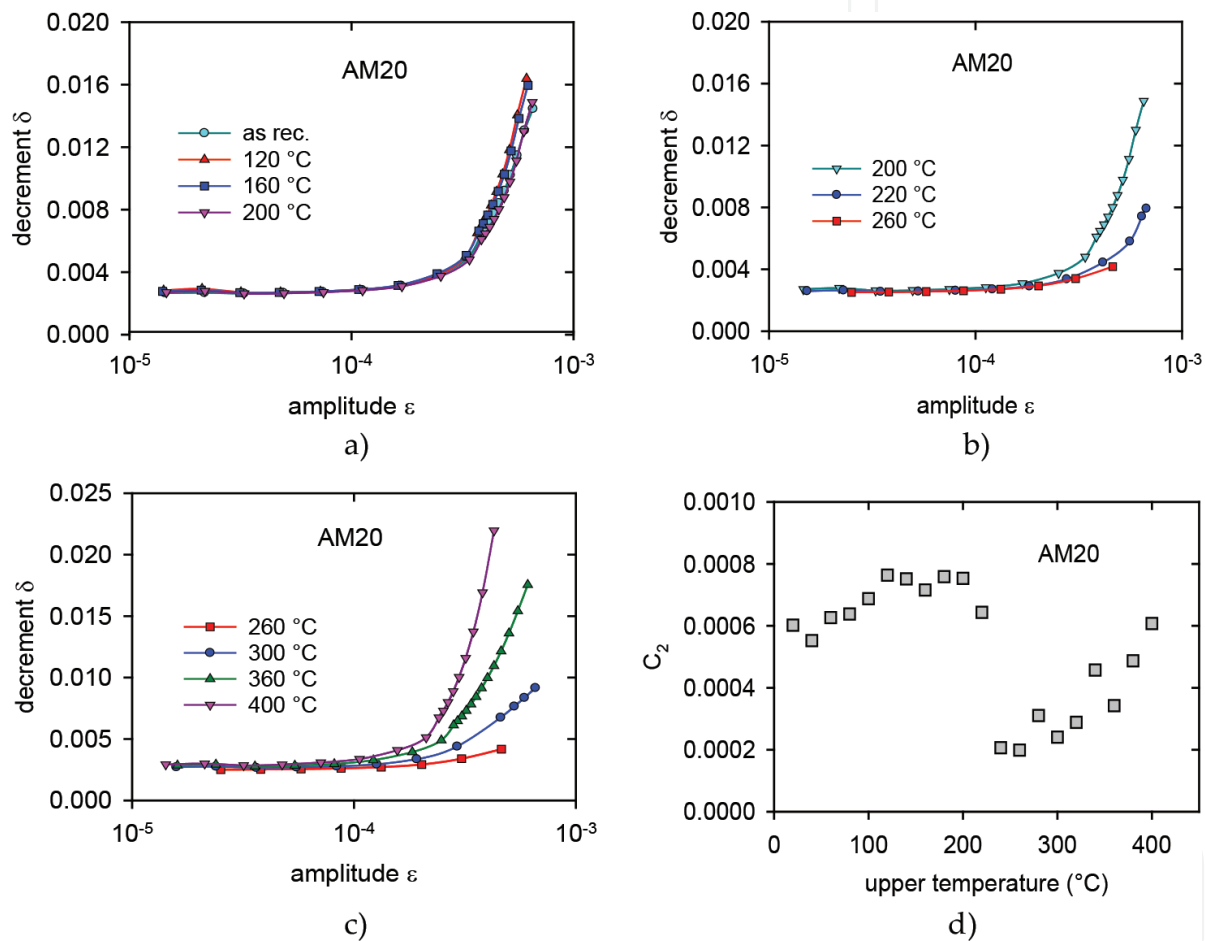 a)
0.020
0.016
0.012
0.008
0.004
0.000
decrement δ
AM20
as rec.
120 °C
160 °C
200 °C
10⁻⁵
10⁻⁴
10⁻³
amplitude ε
a)
b)
0.020
0.016
0.012
0.008
0.004
0.000
decrement δ
AM20
200 °C
220 °C
260 °C
10⁻⁵
10⁻⁴
10⁻³
amplitude ε
b)
0.025
0.020
0.015
0.010
0.005
0.000
decrement δ
AM20
260 °C
300 °C
360 °C
400 °C
10⁻⁵
10⁻⁴
10⁻³
amplitude ε
c)
0.0010
0.0008
0.0006
0.0004
0.0002
0.0000
C₂
AM20
0
100
200
300
400
upper temperature (°C)
d)